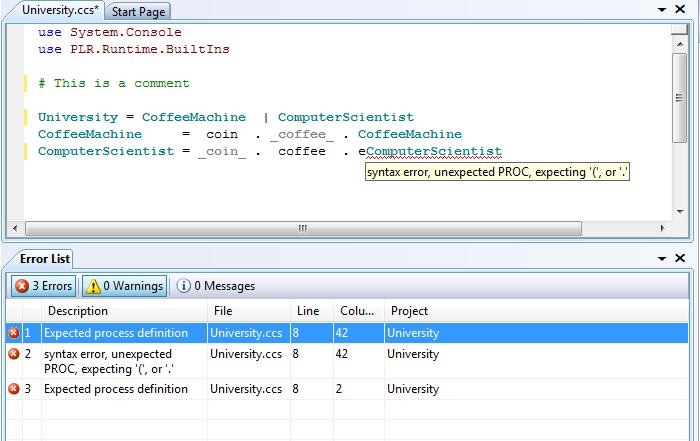 University.ccs* Start Page
use System.Console
use PLR.Runtime.BuiltIns
# This is a comment
University = CoffeeMachine | ComputerScientist
CoffeeMachine = coin . _coffee_ . CoffeeMachine
ComputerScientist = _coin_ . coffee . eComputerScientist
syntax error, unexpected PROC, expecting '(', or '.'
Error List
3 Errors 0 Warnings 0 Messages
Description File Line Colu... Project
1 Expected process definition University.ccs 8 42 University
2 syntax error, unexpected University.ccs 8 42 University
PROC, expecting '(', or '.'
3 Expected process definition University.ccs 8 2 University